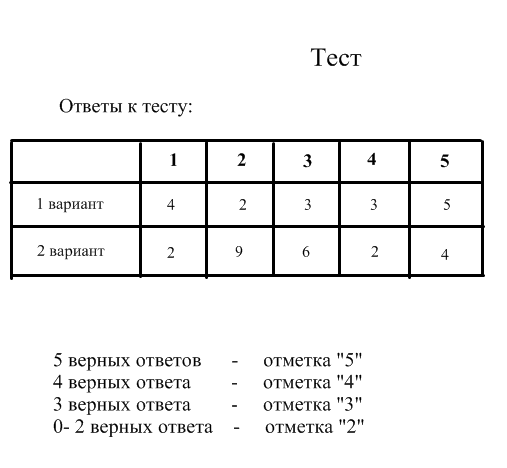 Тест
Ответы к тесту:
1 2 3 4 5
1 вариант 4 2 3 3 5
2 вариант 2 9 6 2 4
5 верных ответов - отметка "5"
4 верных ответа - отметка "4"
3 верных ответа - отметка "3"
0- 2 верных ответа - отметка "2"